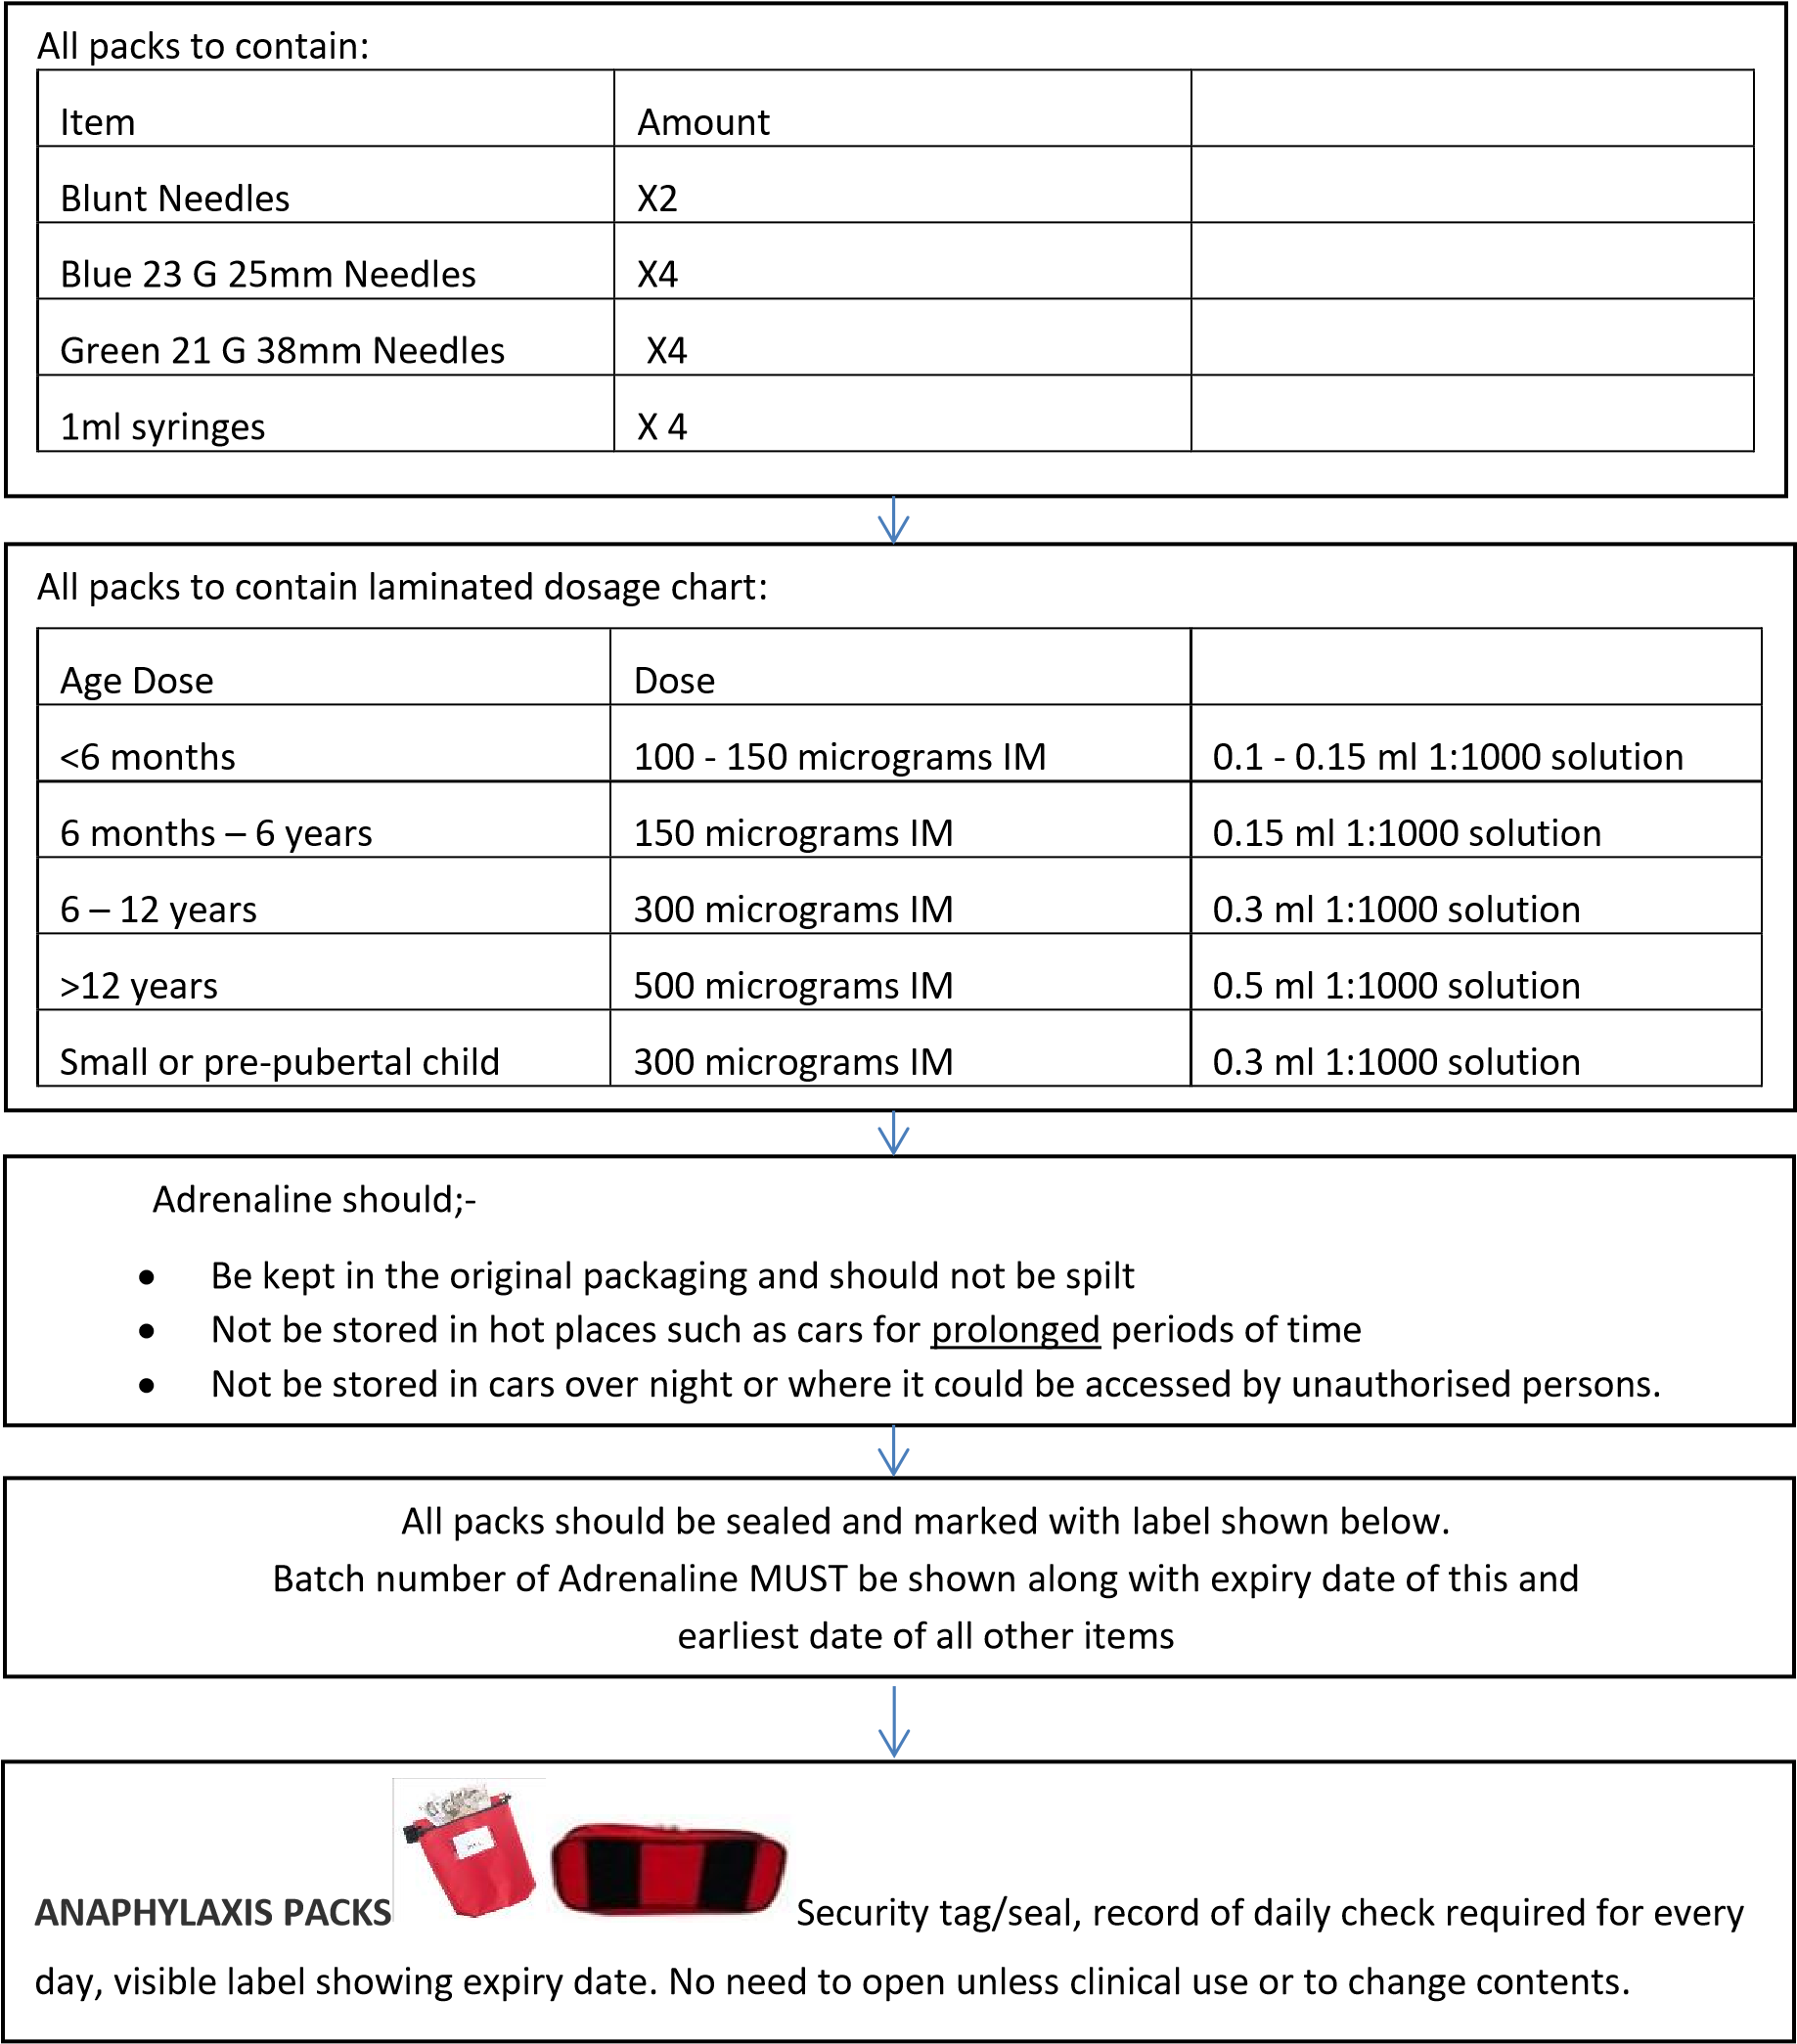 All packs to contain:
Item Amount
Blunt Needles X2
Blue 23 G 25mm Needles X4
Green 21 G 38mm Needles X4
1ml syringes X 4
All packs to contain laminated dosage chart:
Age Dose Dose
<6 months 100 - 150 micrograms IM 0.1 - 0.15 ml 1:1000 solution
6 months – 6 years 150 micrograms IM 0.15 ml 1:1000 solution
6 – 12 years 300 micrograms IM 0.3 ml 1:1000 solution
>12 years 500 micrograms IM 0.5 ml 1:1000 solution
Small or pre-pubertal child 300 micrograms IM 0.3 ml 1:1000 solution
Adrenaline should;-
• Be kept in the original packaging and should not be spilt
• Not be stored in hot places such as cars for prolonged periods of time
• Not be stored in cars over night or where it could be accessed by unauthorised persons.
All packs should be sealed and marked with label shown below.
Batch number of Adrenaline MUST be shown along with expiry date of this and
earliest date of all other items
ANAPHYLAXIS PACKS Security tag/seal, record of daily check required for every
day, visible label showing expiry date. No need to open unless clinical use or to change contents.